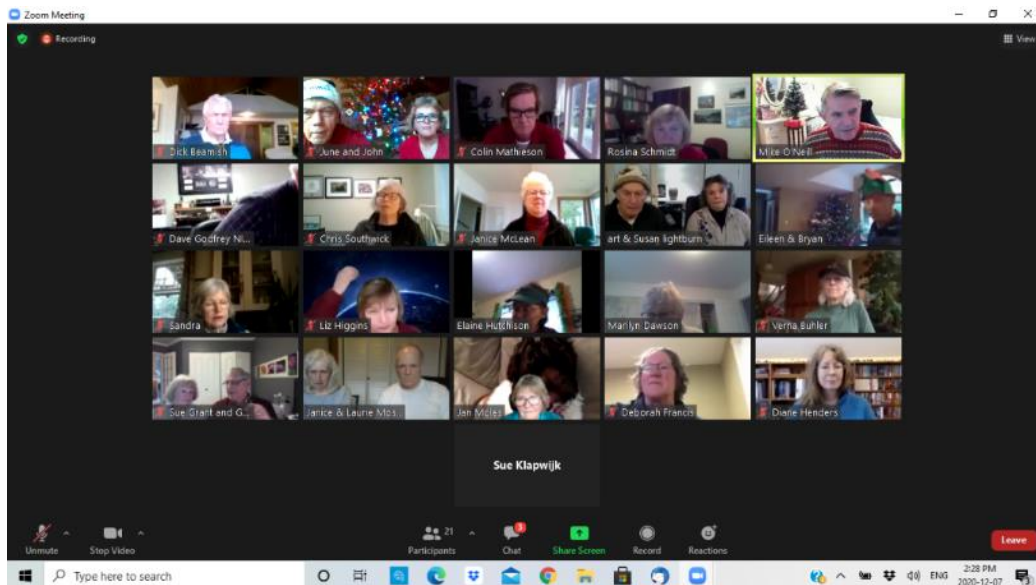 Zoom Meeting
Recording
View
Dick Beamish
June and John
Colin Mathieson
Rosina Schmidt
Mike O'Neill
Dave Godfrey Ni...
Chris Southwick
Janice McLean
art & Susan lightburn
Eileen & Bryan
Sandra
Liz Higgins
Elaine Hutchison
Marilyn Dawson
Verna Buhler
Sue Grant and G...
Janice & Laurie Mos...
Jan Moles
Deborah Francis
Diane Henders
Sue Klapwijk
Unmute
Stop Video
21
Participants
3
Chat
Share Screen
Record
Reactions
Leave
Type here to search
ENG
2:28 PM
2020-12-07